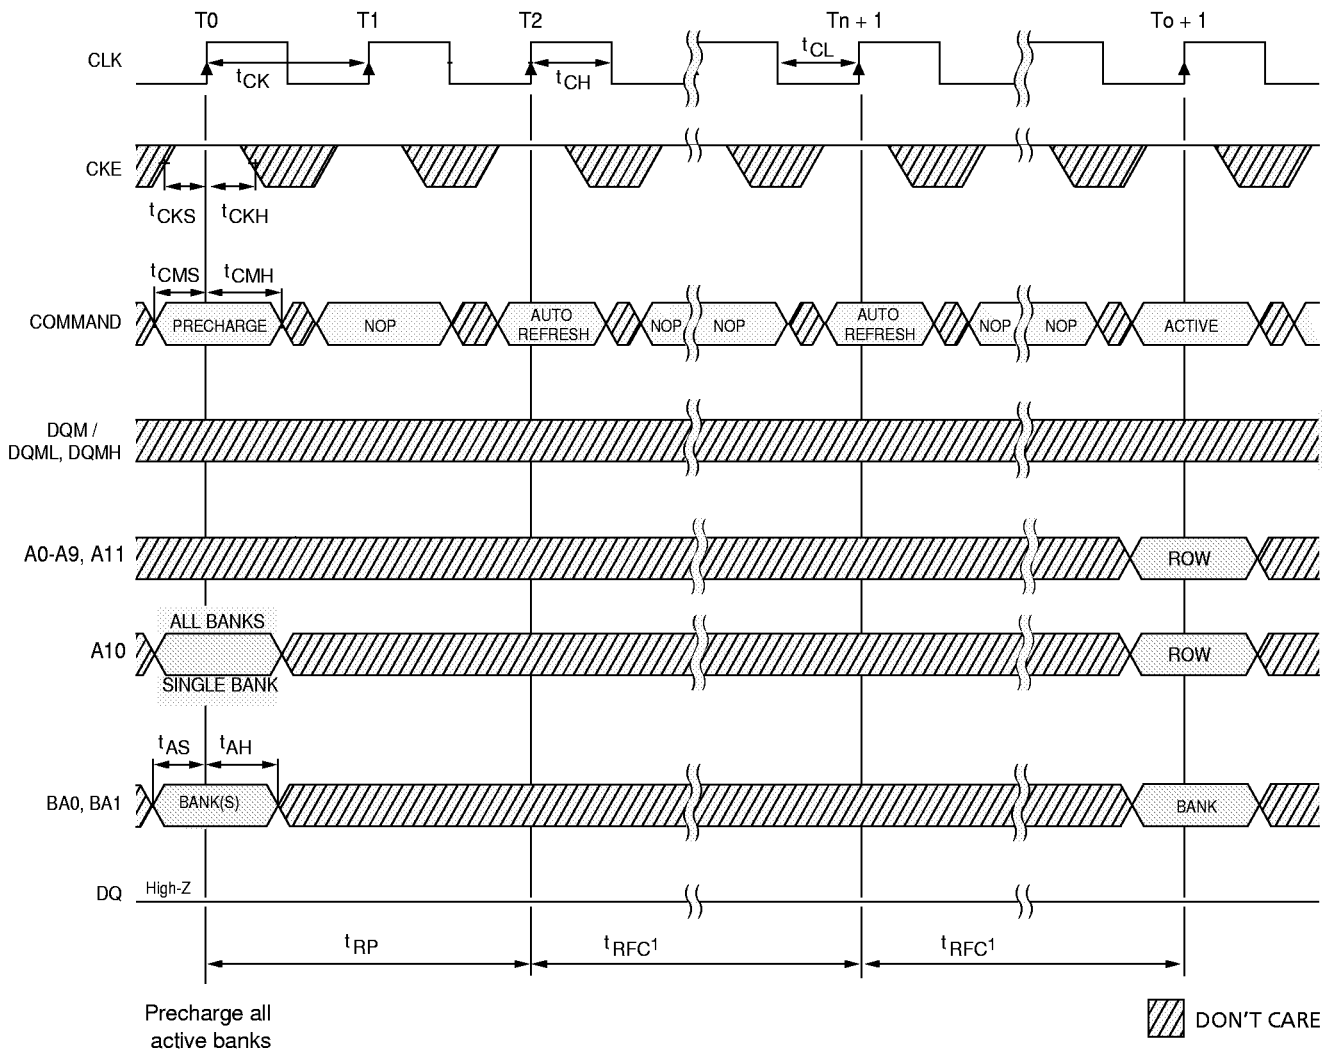 T0 T1 T2 Tn + 1 To + 1
CLK
tCK tCH tCL
CKE
tCKS tCKH
tCMS tCMH
COMMAND PRECHARGE NOP AUTO REFRESH NOP NOP AUTO REFRESH NOP NOP ACTIVE
DQM /
DQML, DQMH
A0-A9, A11 ROW
ALL BANKS
A10 ROW
SINGLE BANK
tAS tAH
BA0, BA1 BANK(S) BANK
DQ High-Z
tRP tRFC1 tRFC1
Precharge all
active banks
DON'T CARE